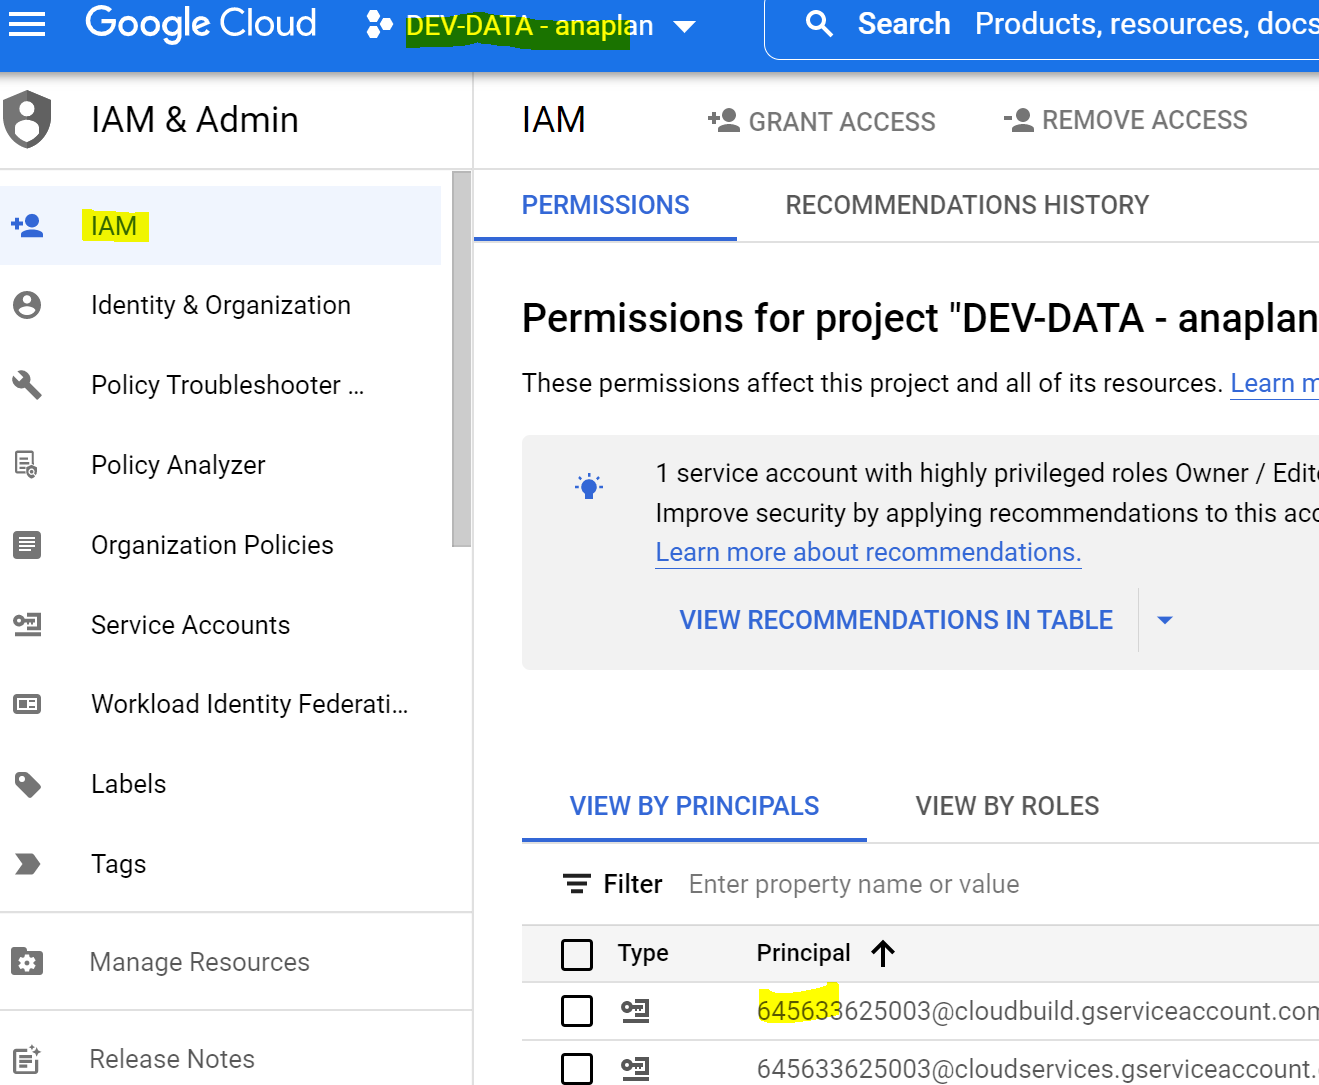 Google Cloud
DEV-DATA - anaplan
Search Products, resources, docs
IAM & Admin
IAM
Identity & Organization
Policy Troubleshooter ...
Policy Analyzer
Organization Policies
Service Accounts
Workload Identity Federati...
Labels
Tags
Manage Resources
Release Notes
IAM
GRANT ACCESS
REMOVE ACCESS
PERMISSIONS
RECOMMENDATIONS HISTORY
Permissions for project "DEV-DATA - anaplan
These permissions affect this project and all of its resources. Learn m
1 service account with highly privileged roles Owner / Edit
Improve security by applying recommendations to this acc
Learn more about recommendations.
VIEW RECOMMENDATIONS IN TABLE
VIEW BY PRINCIPALS
VIEW BY ROLES
Filter Enter property name or value
Type Principal
645633625003@cloudbuild.gserviceaccount.com
645633625003@cloudservices.gserviceaccount.